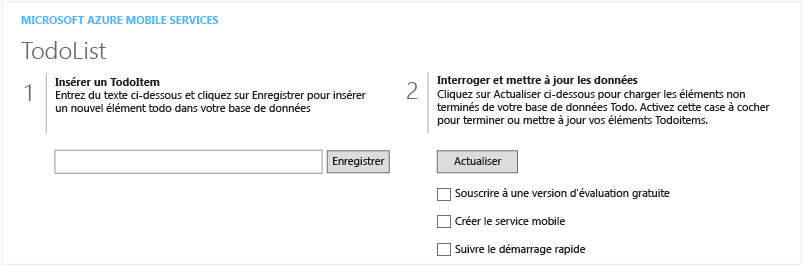 MICROSOFT AZURE MOBILE SERVICES
TodoList
1
Insérer un TodoItem
Entrez du texte ci-dessous et cliquez sur Enregistrer pour insérer
un nouvel élément todo dans votre base de données
Enregistrer
2
Interroger et mettre à jour les données
Cliquez sur Actualiser ci-dessous pour charger les éléments non
terminés de votre base de données Todo. Activez cette case à cocher
pour terminer ou mettre à jour vos éléments Todoitems.
Actualiser
Souscrire à une version d'évaluation gratuite
Créer le service mobile
Suivre le démarrage rapide